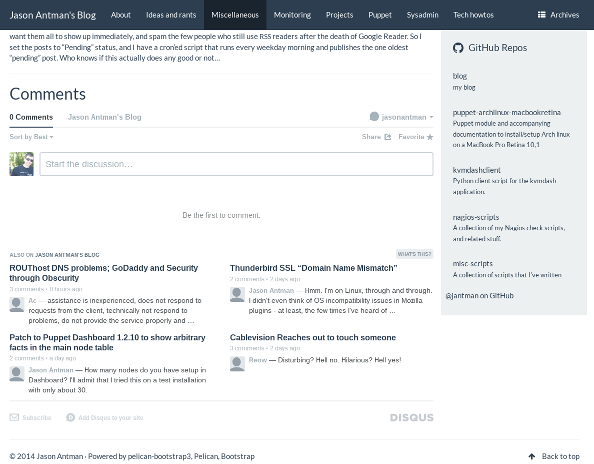 Jason Antman's Blog About Ideas and rants Miscellaneous Monitoring Projects Puppet Sysadmin Tech howtos Archives
want them all to show up immediately, and spam the few people who still use RSS readers after the death of Google Reader. So I
set the posts to “Pending” status, and I have a cron’ed script that runs every weekday morning and publishes the one oldest
“pending” post. Who knows if this actually does any good or not…
Comments
0 Comments Jason Antman's Blog jasonantman
Sort by Best Share Favorite
Start the discussion…
Be the first to comment.
ALSO ON JASON ANTMAN'S BLOG WHAT'S THIS?
ROUThost DNS problems; GoDaddy and Security
through Obscurity
3 comments • 8 hours ago
Ac — assistance is inexperienced, does not respond to
requests from the client, technically not respond to
problems, do not provide the service properly and …
Thunderbird SSL “Domain Name Mismatch”
2 comments • 2 days ago
Jason Antman — Hmm. I'm on Linux, through and through.
I didn't even think of OS incompatibility issues in Mozilla
plugins - at least, the few times I've heard of …
Patch to Puppet Dashboard 1.2.10 to show arbitrary
facts in the main node table
2 comments • a day ago
Jason Antman — How many nodes do you have setup in
Dashboard? I'll admit that I tried this on a test installation
with only about 30.
Cablevision Reaches out to touch someone
3 comments • 2 days ago
Reow — Disturbing? Hell no. Hilarious? Hell yes!
Subscribe Add Disqus to your site DISQUS
GitHub Repos
blog
my blog
puppet-archlinux-macbookretina
Puppet module and accompanying
documentation to install/setup Arch linux
on a MacBook Pro Retina 10,1
kvmdashclient
Python client script for the kvmdash
application.
nagios-scripts
A collection of my Nagios check scripts,
and related stuff.
misc-scripts
A collection of scripts that I've written
@jantman on GitHub
© 2014 Jason Antman · Powered by pelican-bootstrap3, Pelican, Bootstrap Back to top